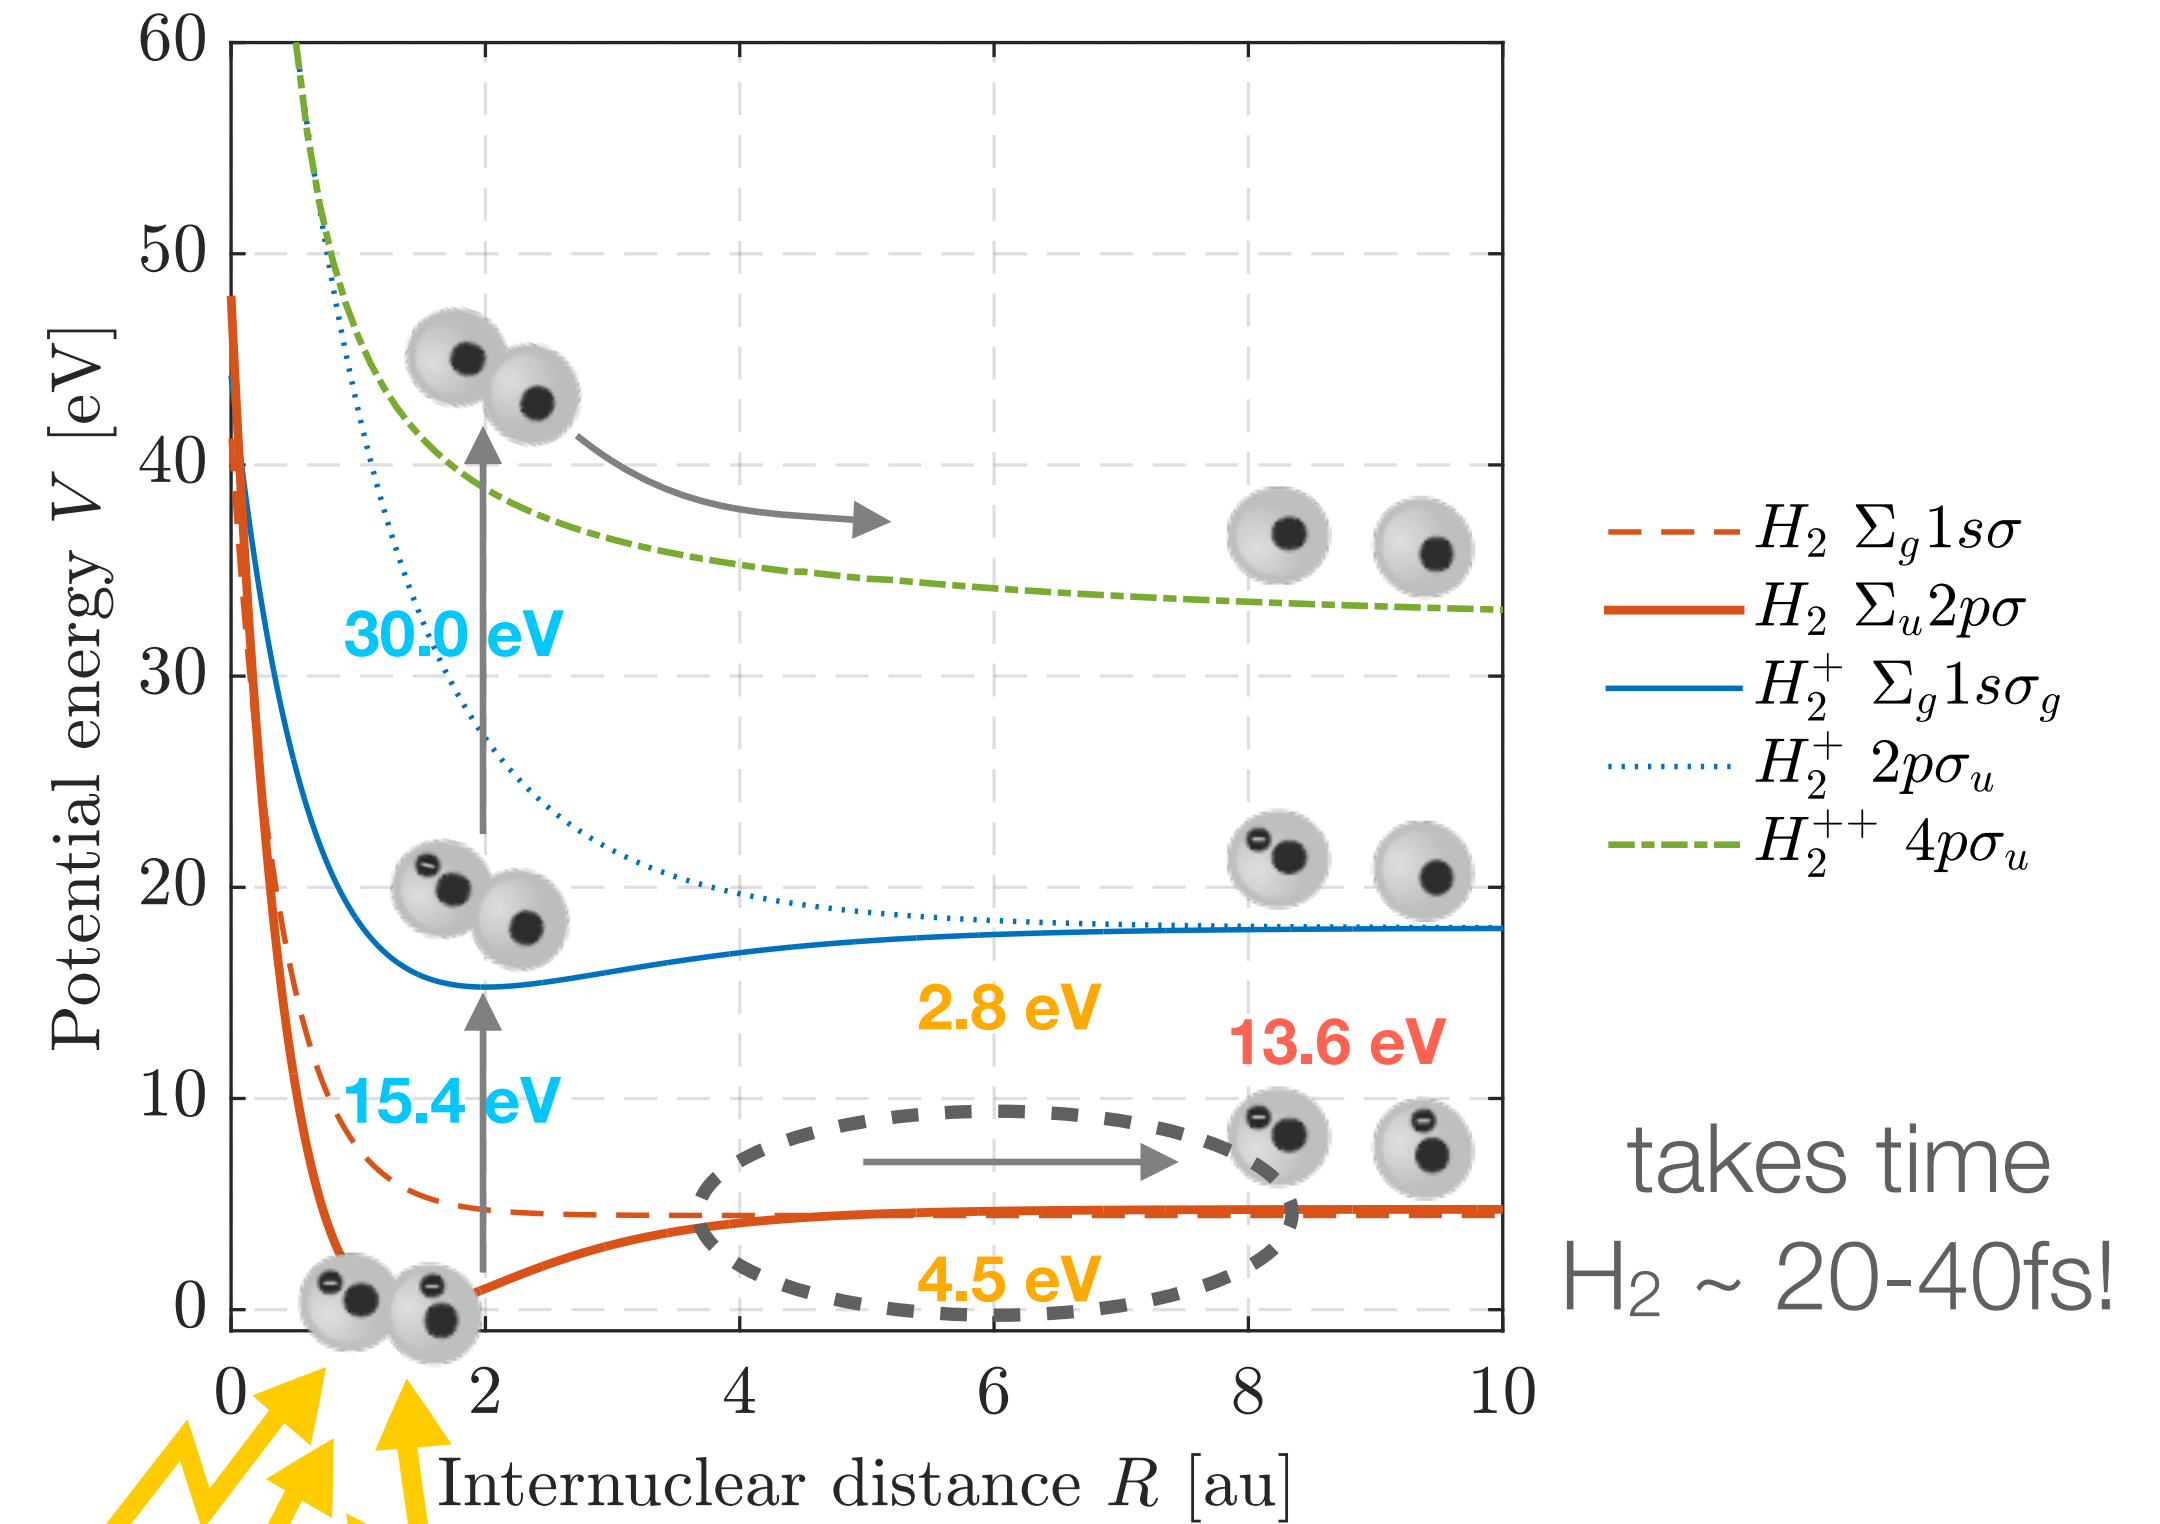 60
50
40
30
20
10
0
Potential energy V [eV]
0 2 4 6 8 10
Internuclear distance R [au]
30.0 eV
15.4 eV
2.8 eV
13.6 eV
4.5 eV
H₂ Σg1sσ
H₂ Σu2pσ
H₂⁺ Σg1sσg
H₂⁺ 2pσu
H₂⁺⁺ 4pσu
takes time
H₂ ~ 20-40fs!